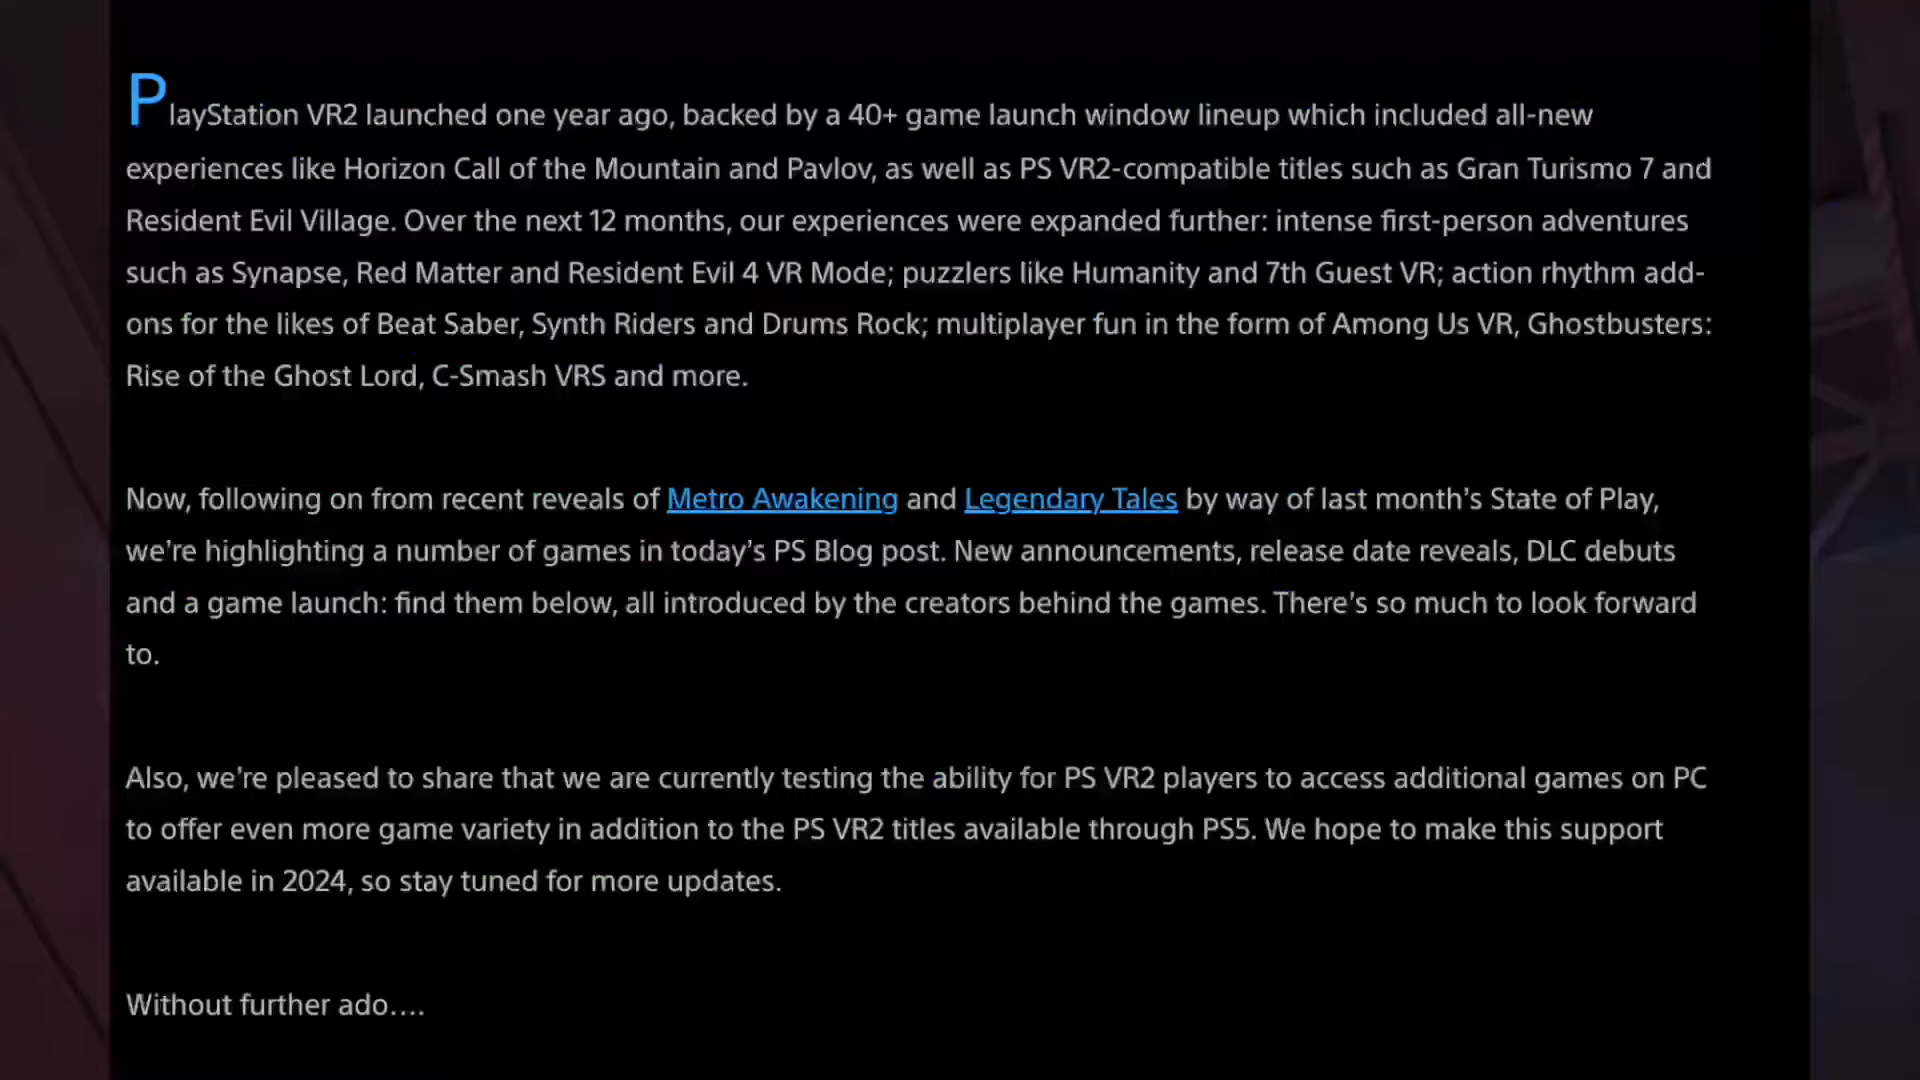 PlayStation VR2 launched one year ago, backed by a 40+ game launch window lineup which included all-new
experiences like Horizon Call of the Mountain and Pavlov, as well as PS VR2-compatible titles such as Gran Turismo 7 and
Resident Evil Village. Over the next 12 months, our experiences were expanded further: intense first-person adventures
such as Synapse, Red Matter and Resident Evil 4 VR Mode; puzzlers like Humanity and 7th Guest VR; action rhythm add-
ons for the likes of Beat Saber, Synth Riders and Drums Rock; multiplayer fun in the form of Among Us VR, Ghostbusters:
Rise of the Ghost Lord, C-Smash VRS and more.
Now, following on from recent reveals of Metro Awakening and Legendary Tales by way of last month’s State of Play,
we’re highlighting a number of games in today’s PS Blog post. New announcements, release date reveals, DLC debuts
and a game launch: find them below, all introduced by the creators behind the games. There’s so much to look forward
to.
Also, we’re pleased to share that we are currently testing the ability for PS VR2 players to access additional games on PC
to offer even more game variety in addition to the PS VR2 titles available through PS5. We hope to make this support
available in 2024, so stay tuned for more updates.
Without further ado….